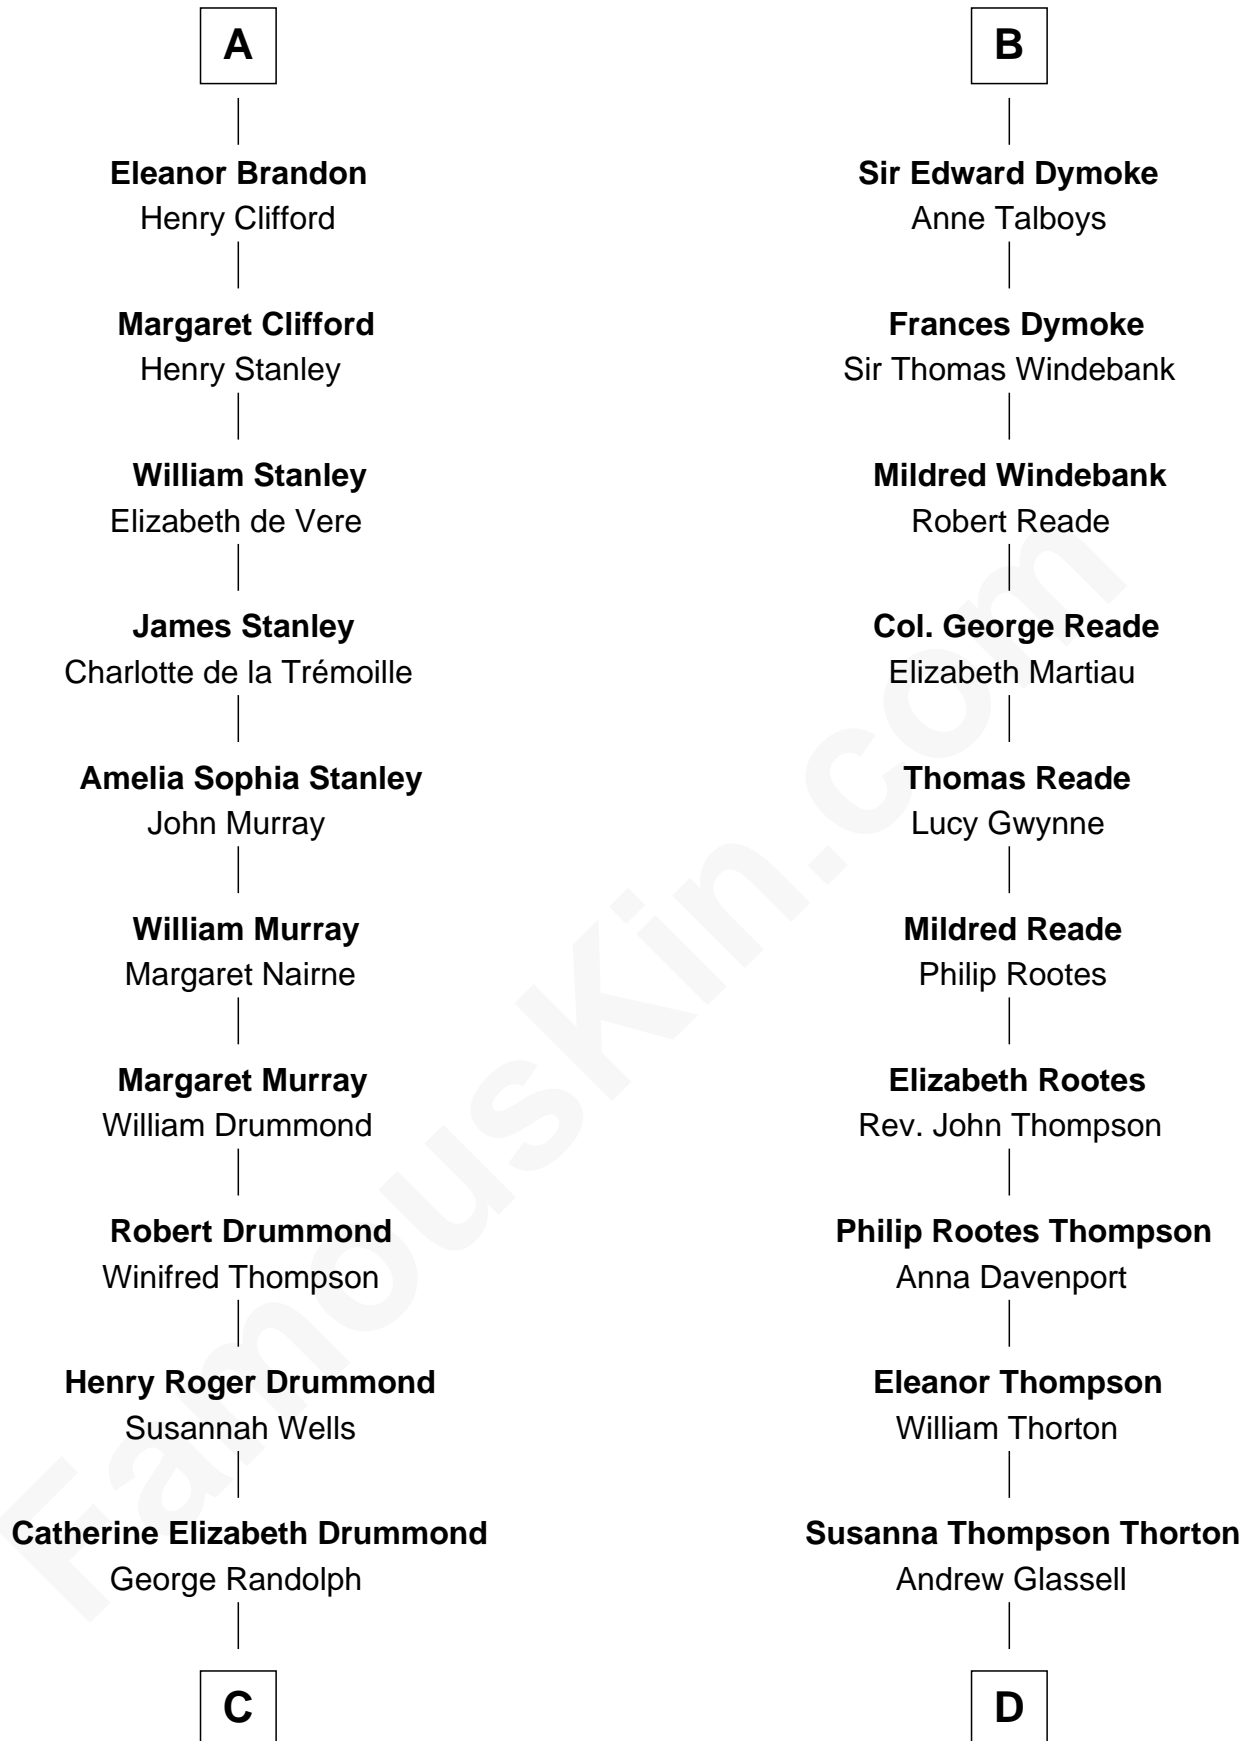 A
Eleanor Brandon
Henry Clifford
Margaret Clifford
Henry Stanley
William Stanley
Elizabeth de Vere
James Stanley
Charlotte de la Trémoille
Amelia Sophia Stanley
John Murray
William Murray
Margaret Nairne
Margaret Murray
William Drummond
Robert Drummond
Winifred Thompson
Henry Roger Drummond
Susannah Wells
Catherine Elizabeth Drummond
George Randolph
C
B
Sir Edward Dymoke
Anne Talboys
Frances Dymoke
Sir Thomas Windebank
Mildred Windebank
Robert Reade
Col. George Reade
Elizabeth Martiau
Thomas Reade
Lucy Gwynne
Mildred Reade
Philip Rootes
Elizabeth Rootes
Rev. John Thompson
Philip Rootes Thompson
Anna Davenport
Eleanor Thompson
William Thorton
Susanna Thompson Thorton
Andrew Glassell
D
FamousKin.com